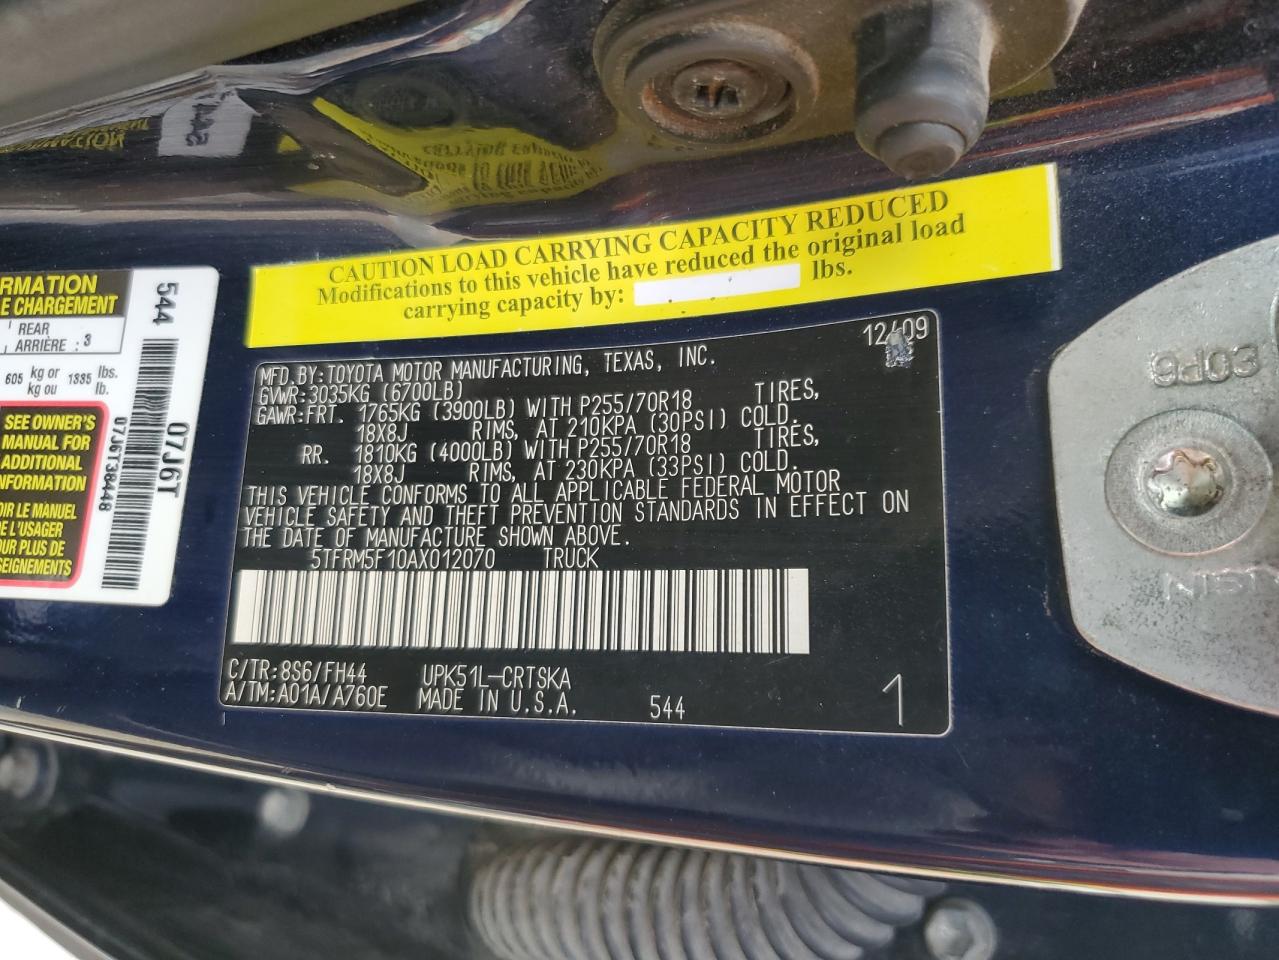 CAUTION LOAD CARRYING CAPACITY REDUCED
Modifications to this vehicle have reduced the original load
carrying capacity by: lbs.
12/09
MFD.BY:TOYOTA MOTOR MANUFACTURING, TEXAS, INC.
GVWR:3035KG (6700LB)
GAWR:FRT. 1765KG (3900LB) WITH P255/70R18 TIRES,
18X8J RIMS, AT 210KPA (30PSI) COLD.
RR. 1810KG (4000LB) WITH P255/70R18 TIRES,
18X8J RIMS, AT 230KPA (33PSI) COLD.
THIS VEHICLE CONFORMS TO ALL APPLICABLE FEDERAL MOTOR
VEHICLE SAFETY AND THEFT PREVENTION STANDARDS IN EFFECT ON
THE DATE OF MANUFACTURE SHOWN ABOVE.
5TFRM5F10AX012070 TRUCK
C/TR:8S6/FH44 UPK51L-CRTSKA
A/TM:A01A/A760E MADE IN U.S.A. 544 1
RMATION
E CHARGEMENT
REAR
ARRIÈRE : 3
605 kg or 1335 lbs.
kg ou lb.
SEE OWNER'S
MANUAL FOR
ADDITIONAL
INFORMATION
OIR LE MANUEL
DE L'USAGER
OUR PLUS DE
544
07J6T38448
07J6T